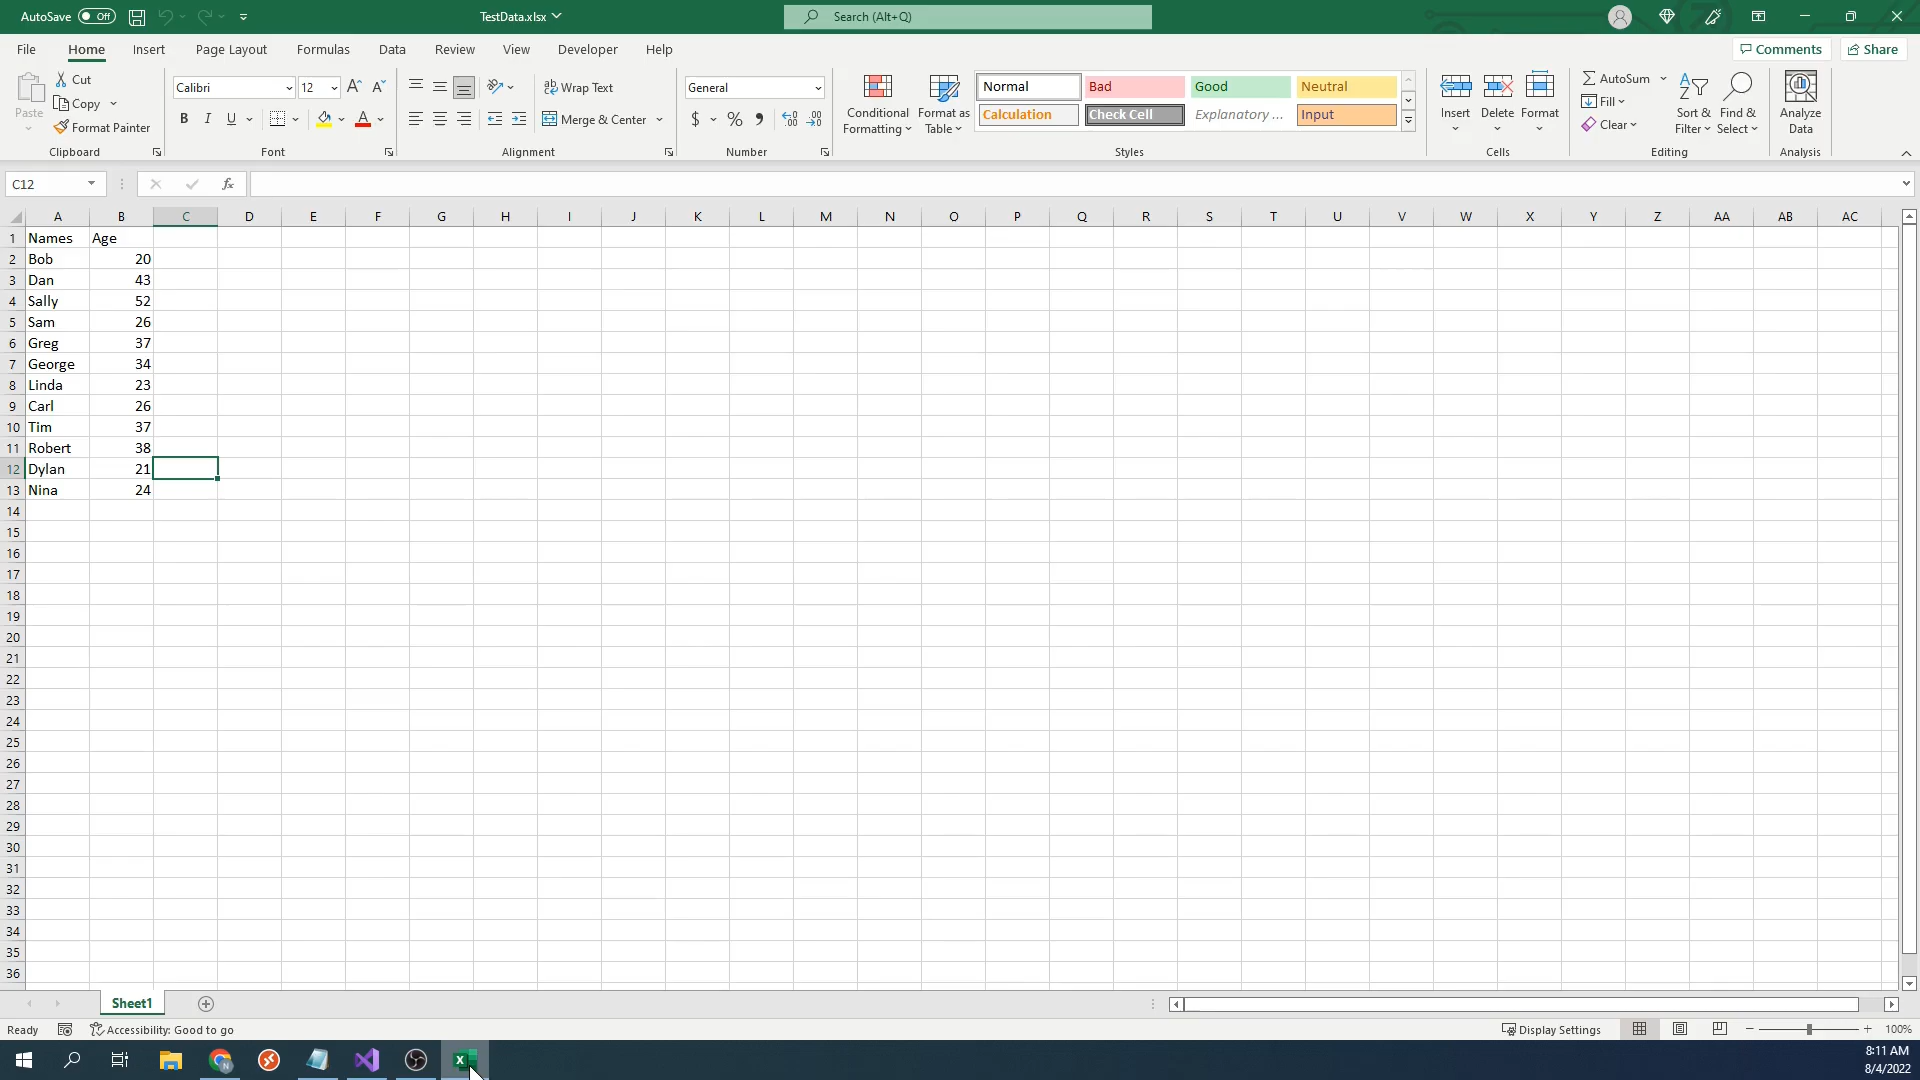 AutoSave Off TestData.xlsx Search (Alt+Q)
File Home Insert Page Layout Formulas Data Review View Developer Help Comments Share
Paste Cut Copy Format Painter
Clipboard
Calibri 12 B I U A
Font
Wrap Text
Merge & Center
Alignment
General
$ % 9
Number
Conditional Formatting
Format as Table
Normal Bad Good Neutral
Calculation Check Cell Explanatory ... Input
Styles
Insert Delete Format
Cells
AutoSum
Fill
Clear
Sort & Filter
Find & Select
Editing
Analyze Data
Analysis
C12 fx
A B C D E F G H I J K L M N O P Q R S T U V W X Y Z AA AB AC
1 Names Age
2 Bob 20
3 Dan 43
4 Sally 52
5 Sam 26
6 Greg 37
7 George 34
8 Linda 23
9 Carl 26
10 Tim 37
11 Robert 38
12 Dylan 21
13 Nina 24
14
15
16
17
18
19
20
21
22
23
24
25
26
27
28
29
30
31
32
33
34
35
36
Sheet1
Ready Accessibility: Good to go Display Settings 100%
8:11 AM
8/4/2022